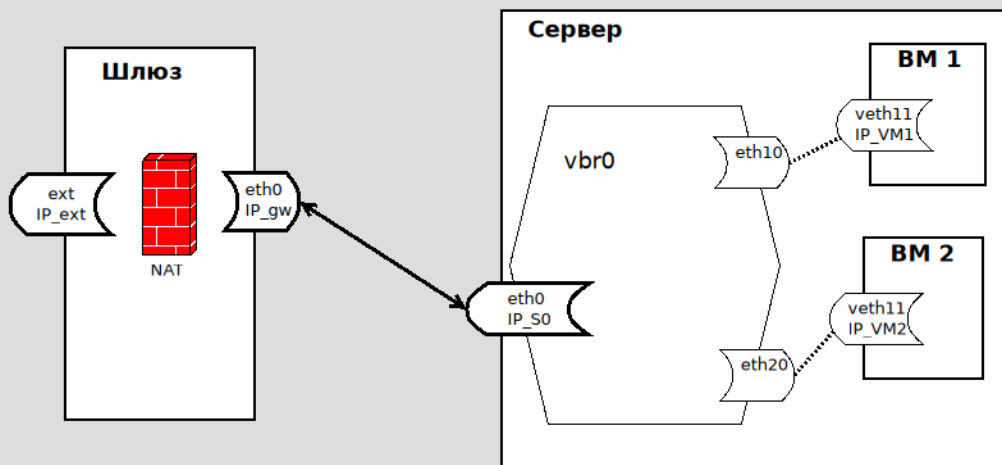 Сервер
Шлюз
ВМ 1
veth11
IP_VM1
eth10
vbr0
ext
IP_ext
eth0
IP_gw
NAT
ВМ 2
eth0
IP_S0
veth11
IP_VM2
eth20